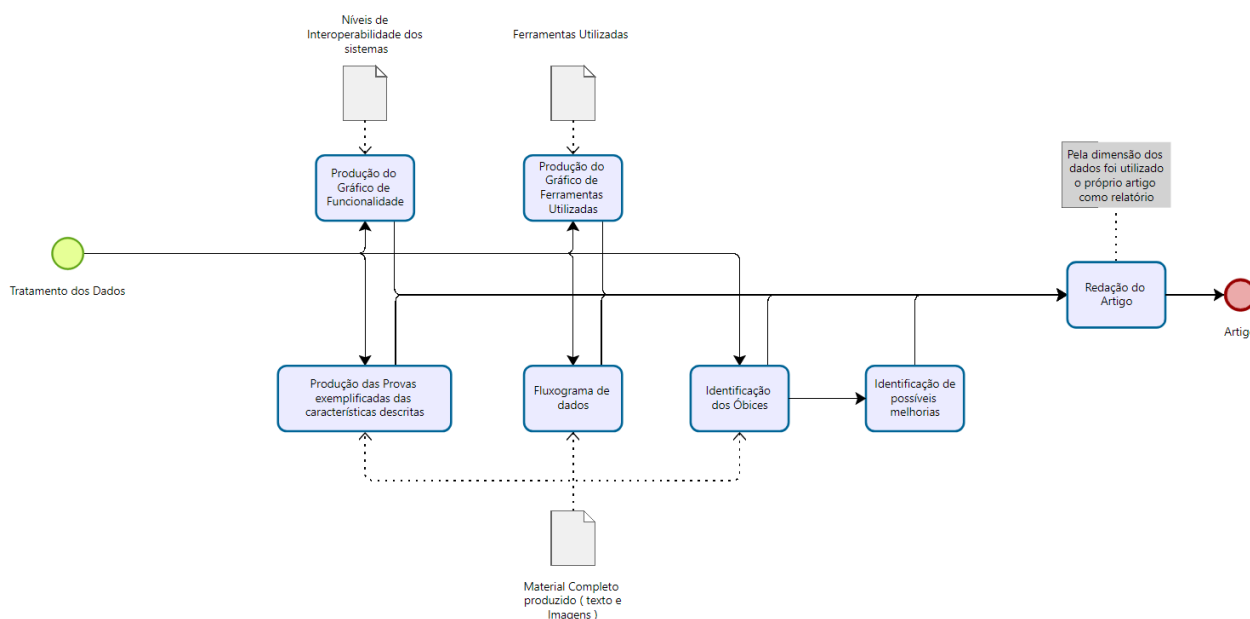 Níveis de
Interoperabilidade dos
sistemas
Ferramentas Utilizadas
Produção do
Gráfico de
Funcionalidade
Produção do
Gráfico de
Ferramentas
Utilizadas
Pela dimensão dos
dados foi utilizado
o próprio artigo
como relatório
Tratamento dos Dados
Redação do
Artigo
Artigo
Produção das Provas
exemplificadas das
características descritas
Fluxograma de
dados
Identificação
dos Óbices
Identificação de
possíveis
melhorias
Material Completo
produzido ( texto e
Imagens )